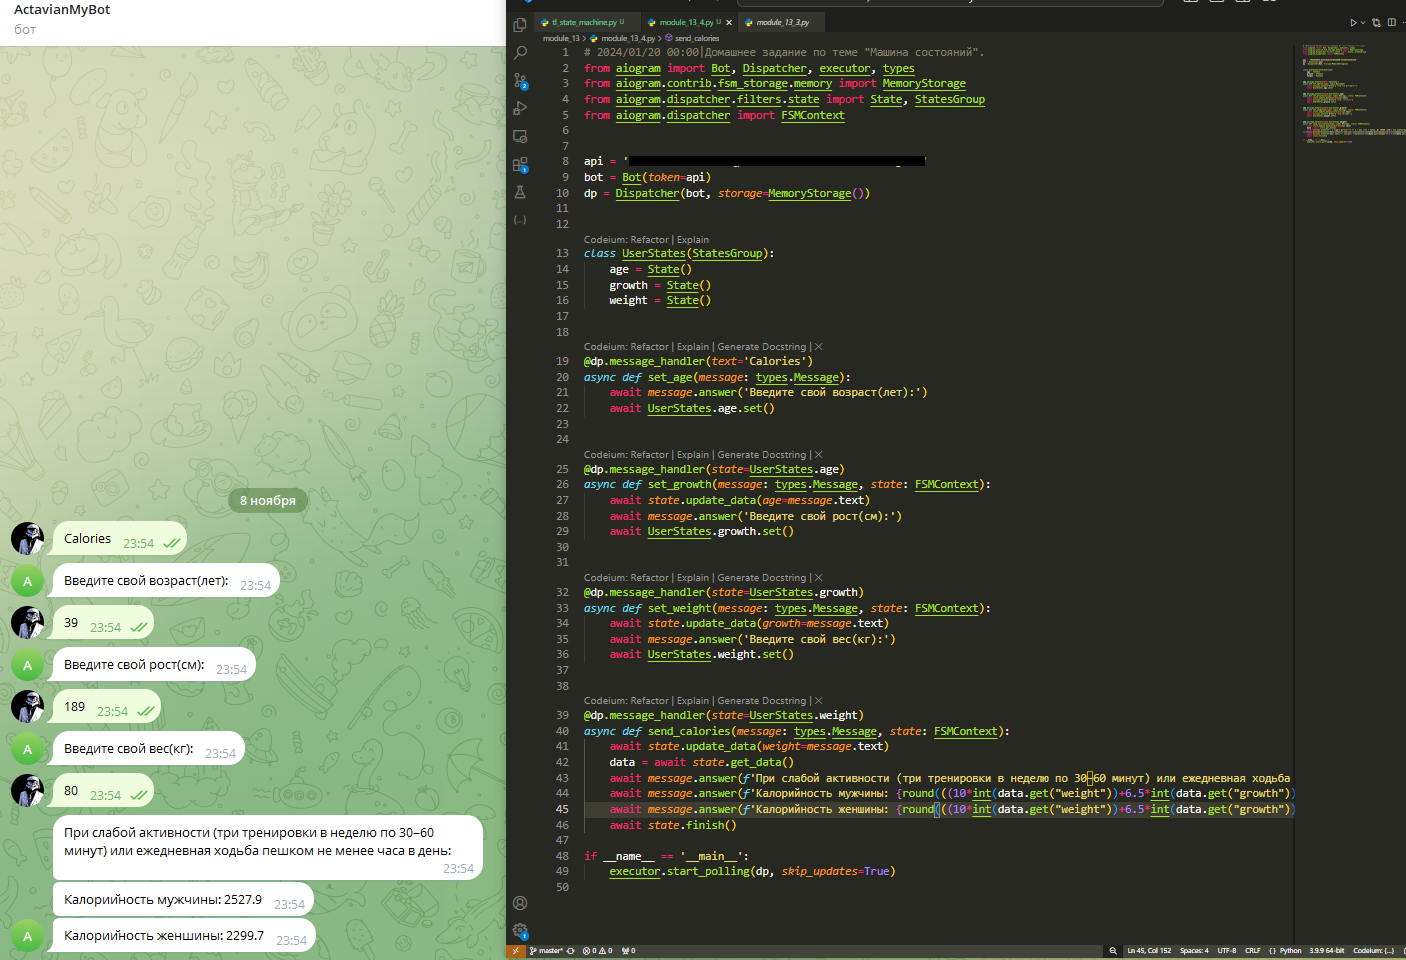 ActavianMyBot
бот
8 ноября
Calories 23:54
Введите свой возраст(лет): 23:54
39 23:54
Введите свой рост(см): 23:54
189 23:54
Введите свой вес(кг): 23:54
80 23:54
При слабой активности (три тренировки в неделю по 30–60
минут) или ежедневная ходьба пешком не менее часа в день:
23:54
Калорийность мужчины: 2527.9 23:54
Калорийность женшины: 2299.7 23:54
A
A
A
A
tl_state_machine.py U module_13_4.py U module_13_3.py
module_13 > module_13_4.py > send_calories
1 # 2024/01/20 00:00|Домашнее задание по теме "Машина состояний".
2 from aiogram import Bot, Dispatcher, executor, types
3 from aiogram.contrib.fsm_storage.memory import MemoryStorage
4 from aiogram.dispatcher.filters.state import State, StatesGroup
5 from aiogram.dispatcher import FSMContext
6
7
8 api = ' '
9 bot = Bot(token=api)
10 dp = Dispatcher(bot, storage=MemoryStorage())
11
12
Codeium: Refactor | Explain
13 class UserStates(StatesGroup):
14 age = State()
15 growth = State()
16 weight = State()
17
18
Codeium: Refactor | Explain | Generate Docstring | X
19 @dp.message_handler(text='Calories')
20 async def set_age(message: types.Message):
21 await message.answer('Введите свой возраст(лет):')
22 await UserStates.age.set()
23
24
Codeium: Refactor | Explain | Generate Docstring | X
25 @dp.message_handler(state=UserStates.age)
26 async def set_growth(message: types.Message, state: FSMContext):
27 await state.update_data(age=message.text)
28 await message.answer('Введите свой рост(см):')
29 await UserStates.growth.set()
30
31
Codeium: Refactor | Explain | Generate Docstring | X
32 @dp.message_handler(state=UserStates.growth)
33 async def set_weight(message: types.Message, state: FSMContext):
34 await state.update_data(growth=message.text)
35 await message.answer('Введите свой вес(кг):')
36 await UserStates.weight.set()
37
38
Codeium: Refactor | Explain | Generate Docstring | X
39 @dp.message_handler(state=UserStates.weight)
40 async def send_calories(message: types.Message, state: FSMContext):
41 await state.update_data(weight=message.text)
42 data = await state.get_data()
43 await message.answer(f'При слабой активности (три тренировки в неделю по 30–60 минут) или ежедневная ходьба
44 await message.answer(f'Калорийность мужчины: {round(((10*int(data.get("weight"))+6.5*int(data.get("growth"))
45 await message.answer(f'Калорийность женшины: {round(((10*int(data.get("weight"))+6.5*int(data.get("growth"))
46 await state.finish()
47
48 if __name__ == '__main__':
49 executor.start_polling(dp, skip_updates=True)
50
master* 0 0 0 Ln 45, Col 152 Spaces: 4 UTF-8 CRLF Python 3.9.9 64-bit Codeium: {...}